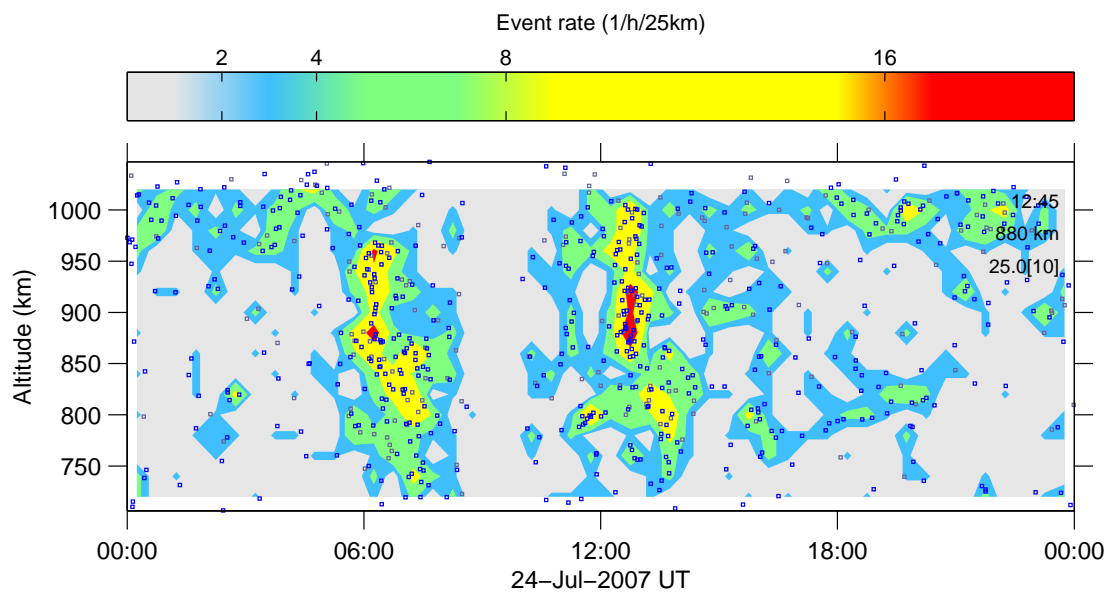 Event rate (1/h/25km)
2 4 8 16
1000
950
900
850
800
750
Altitude (km)
12:45
880 km
25.0[10]
00:00 06:00 12:00 18:00 00:00
24−Jul−2007 UT